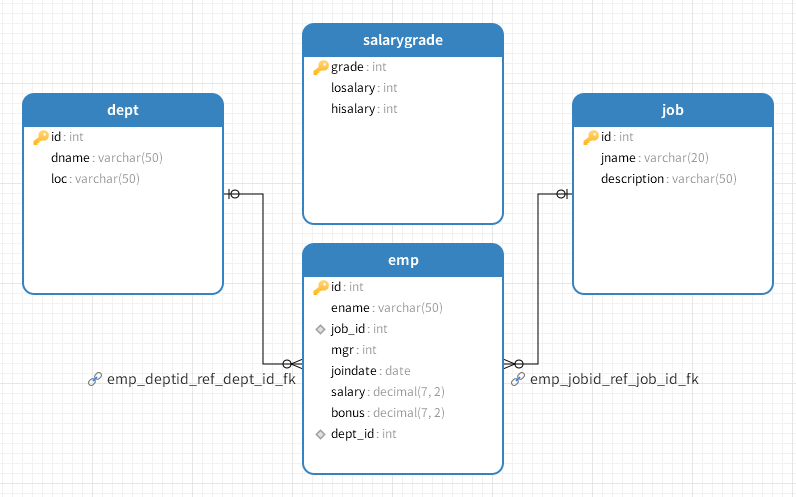 salarygrade
grade : int
losalary : int
hisalary : int
dept
id : int
dname : varchar(50)
loc : varchar(50)
job
id : int
jname : varchar(20)
description : varchar(50)
emp
id : int
ename : varchar(50)
job_id : int
mgr : int
joindate : date
salary : decimal(7, 2)
bonus : decimal(7, 2)
dept_id : int
emp_deptid_ref_dept_id_fk
emp_jobid_ref_job_id_fk